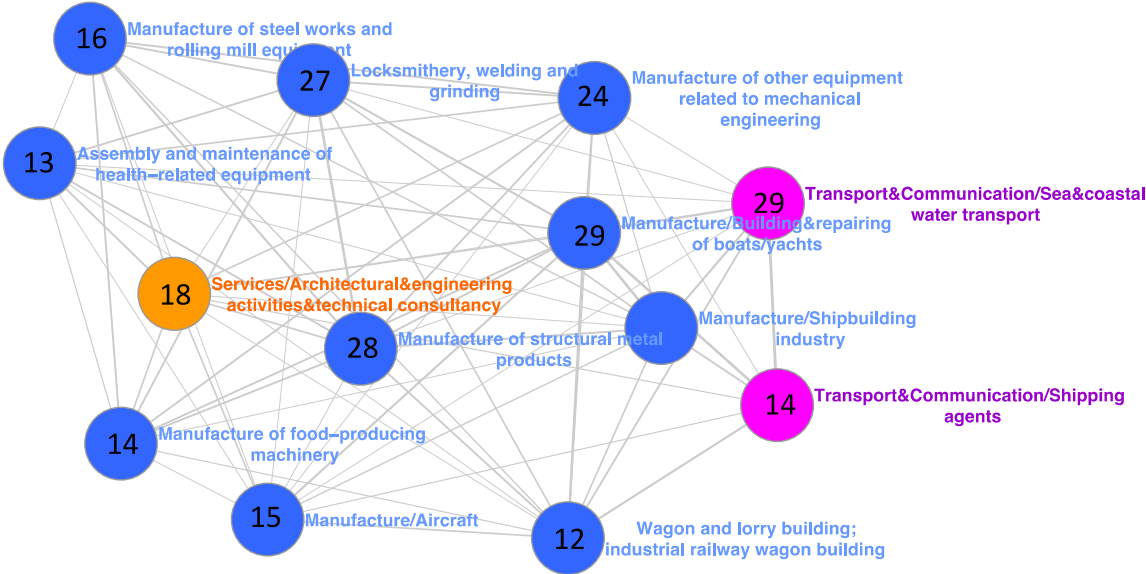 16
Manufacture of steel works and
rolling mill equipment
27
Locksmithery, welding and
grinding
24
Manufacture of other equipment
related to mechanical
engineering
13
Assembly and maintenance of
health-related equipment
29
Transport&Communication/Sea&coastal
water transport
29
Manufacture/Building&repairing
of boats/yachts
18
Services/Architectural&engineering
activities&technical consultancy
28
Manufacture of structural metal
products
Manufacture/Shipbuilding
industry
14
Transport&Communication/Shipping
agents
14
Manufacture of food-producing
machinery
15
Manufacture/Aircraft
12
Wagon and lorry building;
industrial railway wagon building